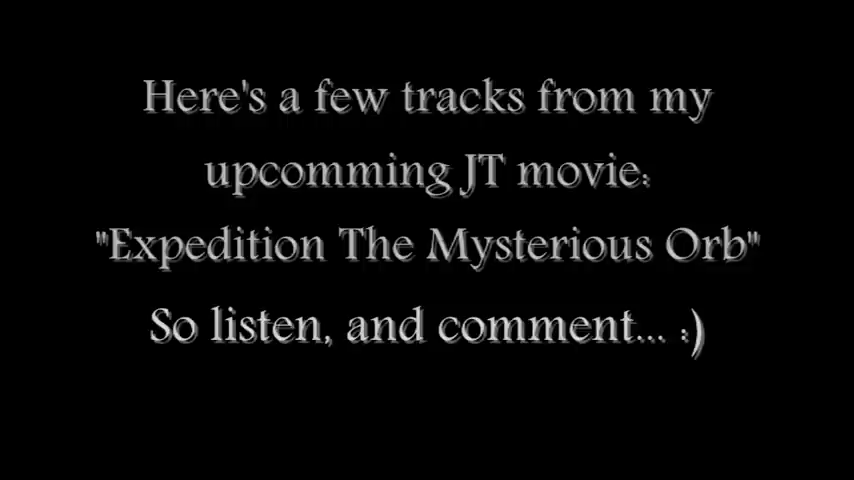 Here's a few tracks from my
upcomming JT movie:
"Expedition The Mysterious Orb"
So listen, and comment... :)